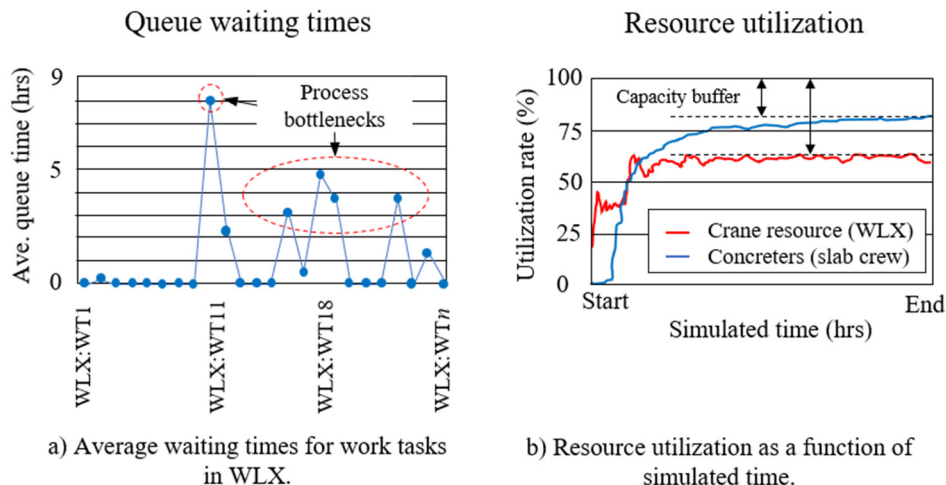 Queue waiting times
Ave. queue time (hrs)
9
5
0
Process
bottlenecks
WLX:WT1
WLX:WT11
WLX:WT18
WLX:WTn
a) Average waiting times for work tasks
in WLX.
Resource utilization
Utilization rate (%)
100
75
50
25
0
Capacity buffer
Crane resource (WLX)
Concreters (slab crew)
Start
End
Simulated time (hrs)
b) Resource utilization as a function of
simulated time.